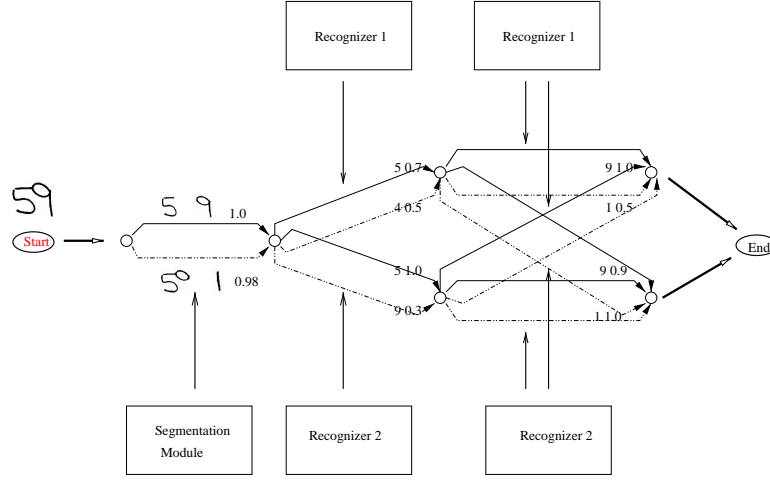 Recognizer 1
Recognizer 1
5 0.7
9 1.0
59
5 9
1.0
4 0.5
1 0.5
Start
End
5 1.0
9 0.9
1 0.98
9 0.3
1 1.0
Segmentation
Module
Recognizer 2
Recognizer 2